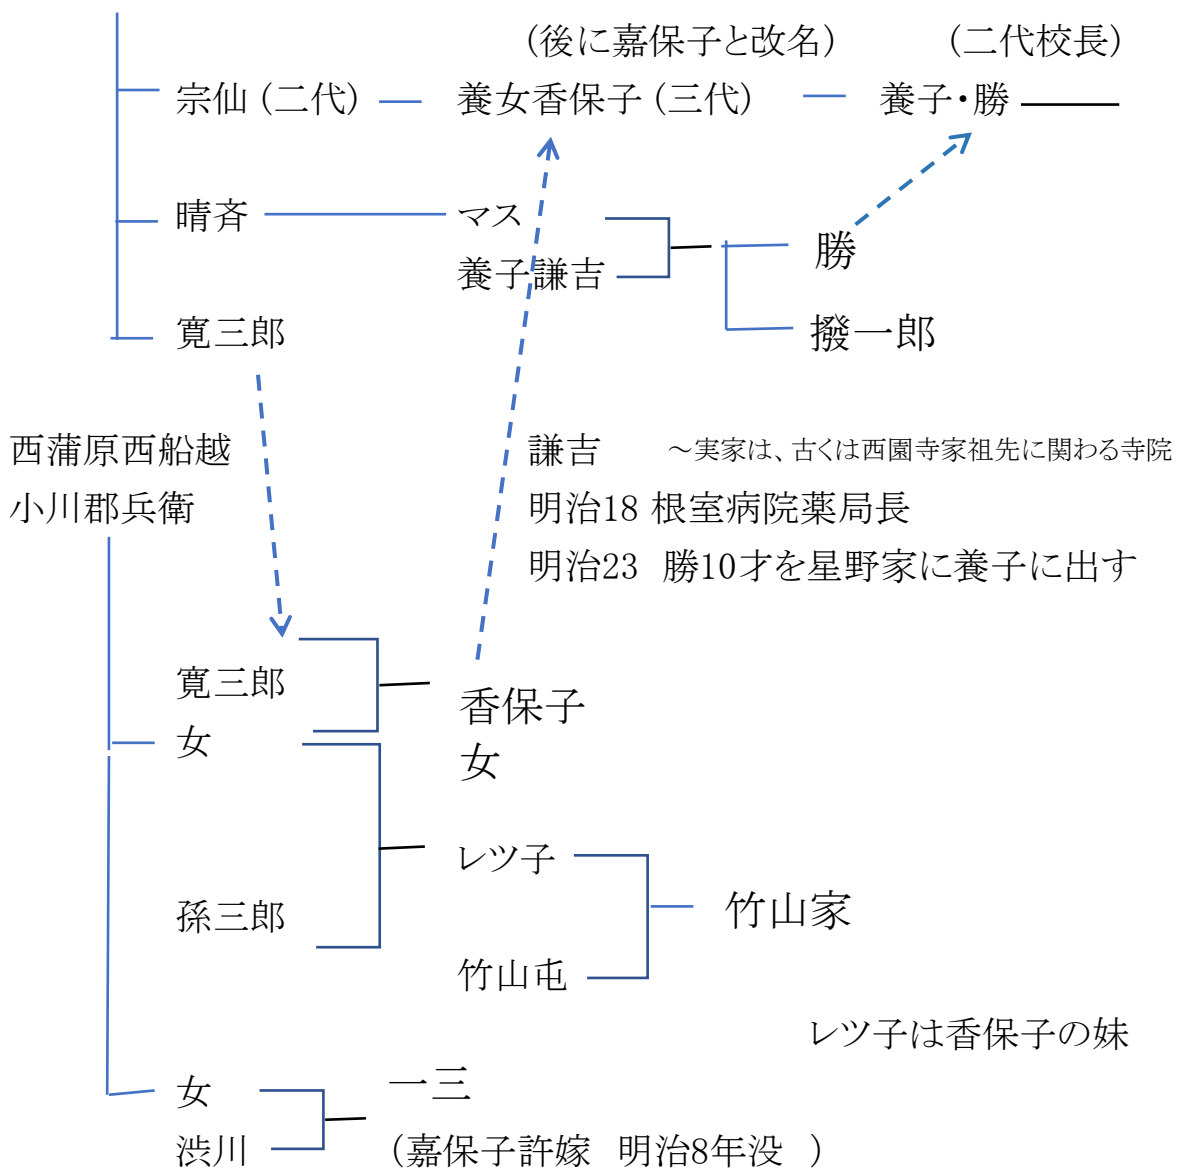 (後に嘉保子と改名) (二代校長)
宗仙 (二代) 養女香保子 (三代) 養子・勝
晴斉 マス
養子謙吉 勝
寛三郎 撥一郎
西蒲原西船越 謙吉 ～実家は、古くは西園寺家祖先に関わる寺院
小川郡兵衛 明治18 根室病院薬局長
明治23 勝10才を星野家に養子に出す
寛三郎 香保子
女 女
レツ子
孫三郎 竹山家
竹山屯
レツ子は香保子の妹
女 一三
渋川 (嘉保子許嫁 明治8年没 )